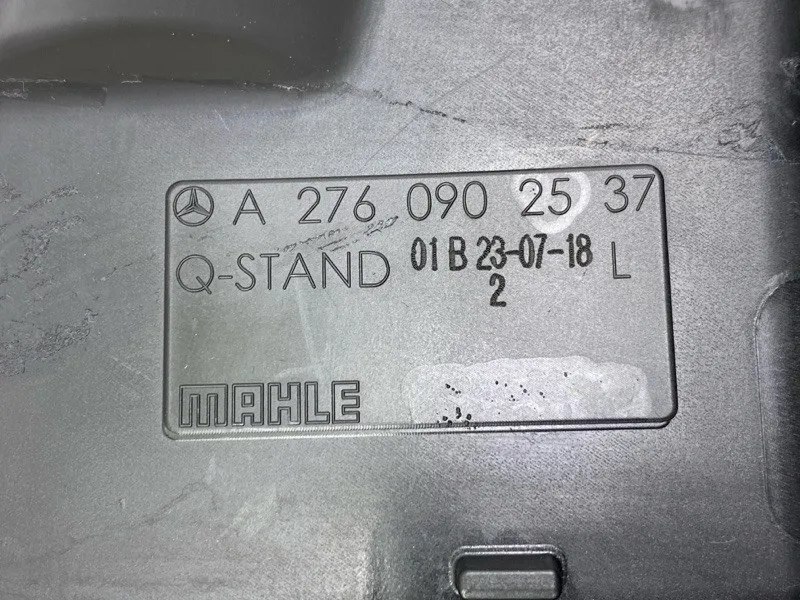 A 276 090 25 37
Q-STAND 01 B 23-07-18 L
2
MAHLE